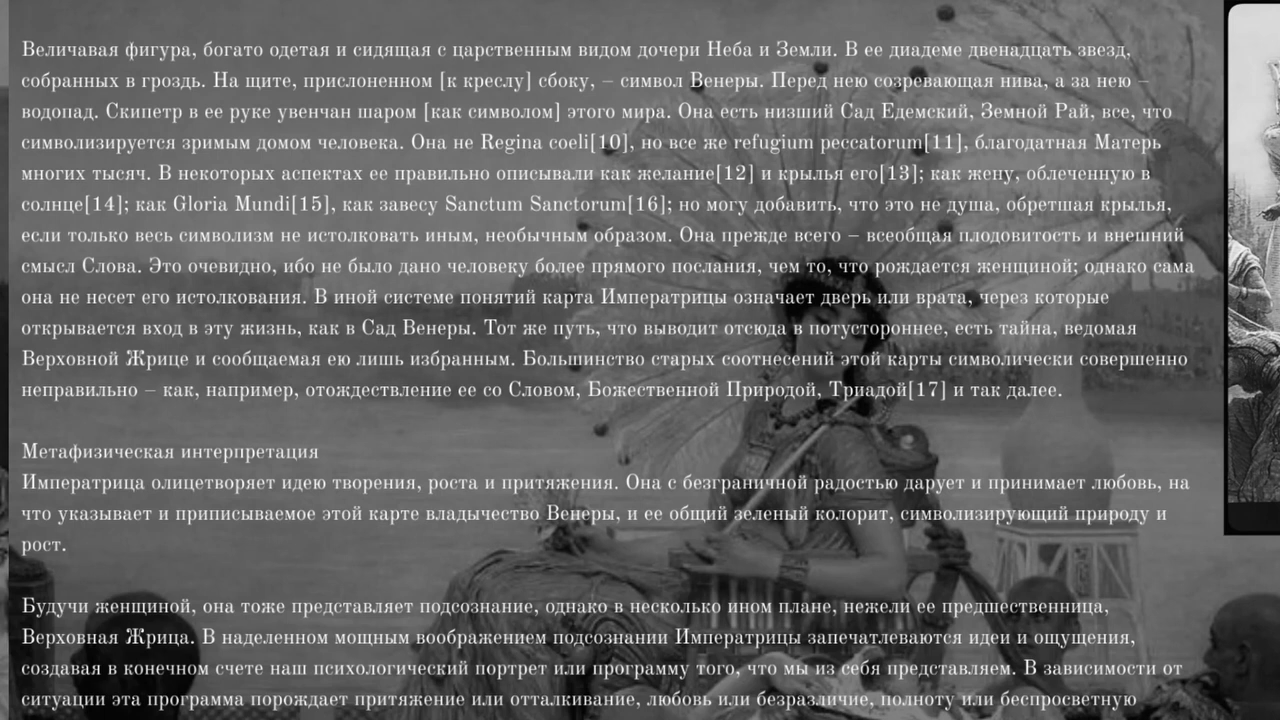 Величавая фигура, богато одетая и сидящая с царственным видом дочери Неба и Земли. В ее диадеме двенадцать звезд,
собранных в гроздь. На щите, прислоненном [к креслу] сбоку, – символ Венеры. Перед нею созревающая нива, а за нею –
водопад. Скипетр в ее руке увенчан шаром [как символом] этого мира. Она есть низший Сад Едемский, Земной Рай, все, что
символизируется зримым домом человека. Она не Regina coeli[10], но все же refugium peccatorum[11], благодатная Матерь
многих тысяч. В некоторых аспектах ее правильно описывали как желание[12] и крылья его[13]; как жену, облеченную в
солнце[14]; как Gloria Mundi[15], как завесу Sanctum Sanctorum[16]; но могу добавить, что это не душа, обретшая крылья,
если только весь символизм не истолковать иным, необычным образом. Она прежде всего – всеобщая плодовитость и внешний
смысл Слова. Это очевидно, ибо не было дано человеку более прямого послания, чем то, что рождается женщиной; однако сама
она не несет его истолкования. В иной системе понятий карта Императрицы означает дверь или врата, через которые
открывается вход в эту жизнь, как в Сад Венеры. Тот же путь, что выводит отсюда в потустороннее, есть тайна, ведомая
Верховной Жрице и сообщаемая ею лишь избранным. Большинство старых соотнесений этой карты символически совершенно
неправильно – как, например, отождествление ее со Словом, Божественной Природой, Триадой[17] и так далее.
Метафизическая интерпретация
Императрица олицетворяет идею творения, роста и притяжения. Она с безграничной радостью дарует и принимает любовь, на
что указывает и приписываемое этой карте владычество Венеры, и ее общий зеленый колорит, символизирующий природу и
рост.
Будучи женщиной, она тоже представляет подсознание, однако в несколько ином плане, нежели ее предшественница,
Верховная Жрица. В наделенном мощным воображением подсознании Императрицы запечатлеваются идеи и ощущения,
создавая в конечном счете наш психологический портрет или программу того, что мы из себя представляем. В зависимости от
ситуации эта программа порождает притяжение или отталкивание, любовь или безразличие, полноту или беспросветную